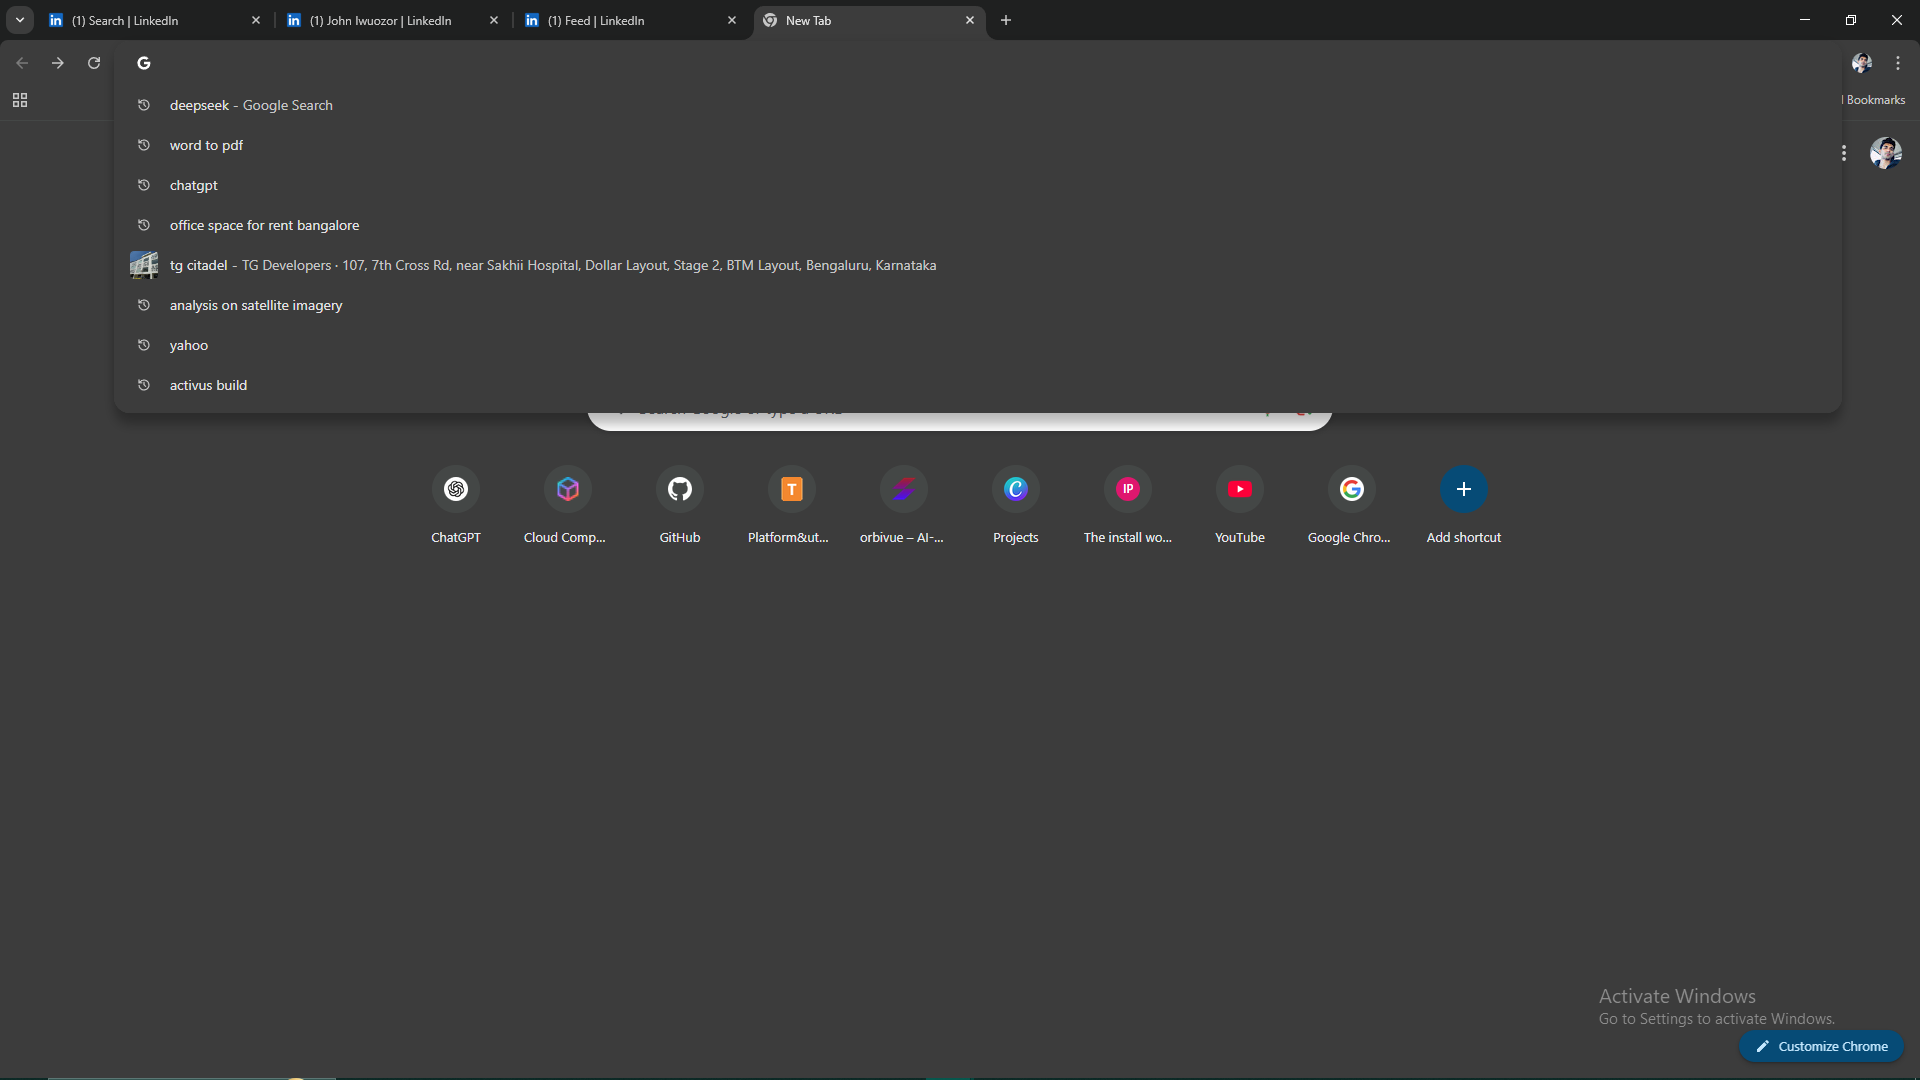 (1) Search | LinkedIn
(1) John Iwuozor | LinkedIn
(1) Feed | LinkedIn
New Tab
deepseek - Google Search
Bookmarks
word to pdf
chatgpt
office space for rent bangalore
tg citadel - TG Developers · 107, 7th Cross Rd, near Sakhii Hospital, Dollar Layout, Stage 2, BTM Layout, Bengaluru, Karnataka
analysis on satellite imagery
yahoo
activus build
ChatGPT
Cloud Comp...
GitHub
Platform&ut...
orbivue – AI-...
Projects
The install wo...
YouTube
Google Chro...
Add shortcut
Activate Windows
Go to Settings to activate Windows.
Customize Chrome